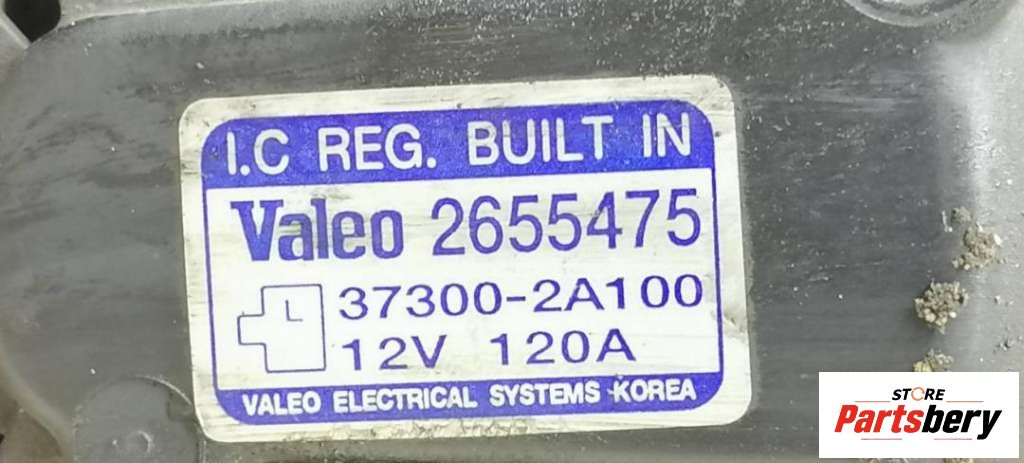 I.C REG. BUILT IN
Valeo 2655475
L 37300-2A100
12V 120A
VALEO ELECTRICAL SYSTEMS KOREA
STORE
Partsbery